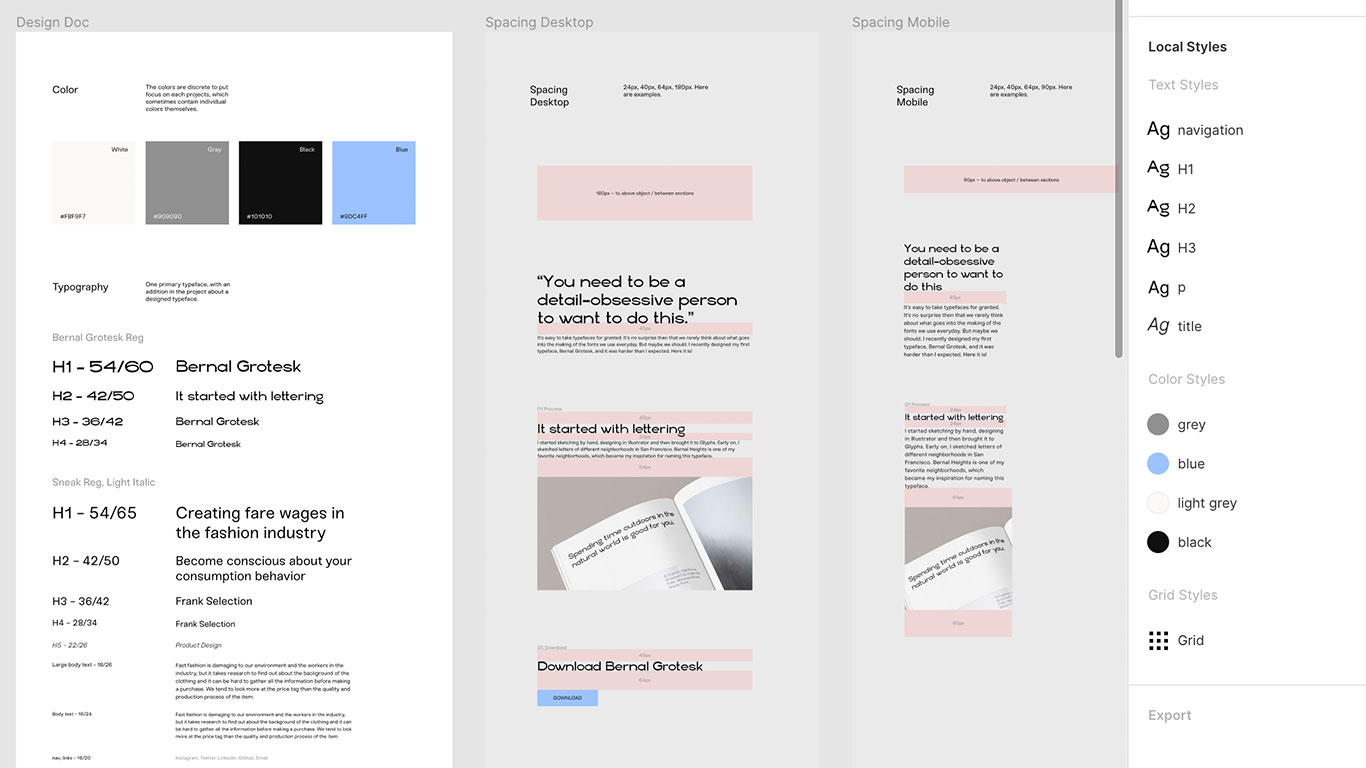 Design Doc
Color
The colors are discrete to put
focus on each projects, which
sometimes contain individual
colors themselves.
White
#FBF9F7
Gray
#909090
Black
#101010
Blue
#9DC4FF
Typography
One primary typeface, with an
addition in the project about a
designed typeface.
Bernal Grotesk Reg
H1 - 54/60
Bernal Grotesk
H2 - 42/50
It started with lettering
H3 - 36/42
Bernal Grotesk
H4 - 28/34
Bernal Grotesk
Sneak Reg, Light Italic
H1 - 54/65
Creating fare wages in
the fashion industry
H2 - 42/50
Become conscious about your
consumption behavior
H3 - 36/42
Frank Selection
H4 - 28/34
Frank Selection
H5 - 22/26
Product Design
Large body text - 18/26
Fast fashion is damaging to our environment and the workers in the
industry, but it takes research to find out about the background of the
clothing and it can be hard to gather all the information before making
a purchase. We tend to look more at the price tag than the quality and
production process of the item.
Body text - 16/24
Fast fashion is damaging to our environment and the workers in the industry,
but it takes research to find out about the background of the clothing and it can
be hard to gather all the information before making a purchase. We tend to look
more at the price tag than the quality and production process of the item.
nav, links - 16/20
Instagram, Twitter, LinkedIn, Github, Email
Spacing Desktop
Spacing
Desktop
24px, 40px, 64px, 180px. Here
are examples.
180px — to above object / between sections
“You need to be a
detail-obsessive person
to want to do this.”
40px
It's easy to take typefaces for granted. It's no surprise then that we rarely think about what goes
into the making of the fonts we use everyday. But maybe we should. I recently designed my first
typeface, Bernal Grotesk, and it was harder than I expected. Here it is!
01 Process
40px
It started with lettering
24px
I started sketching by hand, designing in Illustrator and then brought it to Glyphs. Early on, I
sketched letters of different neighborhoods in San Francisco. Bernal Heights is one of my
favorite neighborhoods, which became my inspiration for naming this typeface.
64px
Spending time outdoors in the
natural world is good for you.
05 Download
40px
Download Bernal Grotesk
64px
DOWNLOAD
Spacing Mobile
Spacing
Mobile
24px, 40px, 64px, 90px. Here
are examples.
90px — to above object / between sections
You need to be a
detail-obsessive
person to want to
do this
40px
It's easy to take typefaces for granted.
It's no surprise then that we rarely think
about what goes into the making of the
fonts we use everyday. But maybe we
should. I recently designed my first
typeface, Bernal Grotesk, and it was
harder than I expected. Here it is!
01 Process
24px
It started with lettering
24px
I started sketching by hand, designing
in Illustrator and then brought it to
Glyphs. Early on, I sketched letters of
different neighborhoods in San
Francisco. Bernal Heights is one of my
favorite neighborhoods, which
became my inspiration for naming this
typeface.
64px
Spending time outdoors in the
natural world is good for you.
90px
Local Styles
Text Styles
Ag navigation
Ag H1
Ag H2
Ag H3
Ag p
Ag title
Color Styles
grey
blue
light grey
black
Grid Styles
Grid
Export